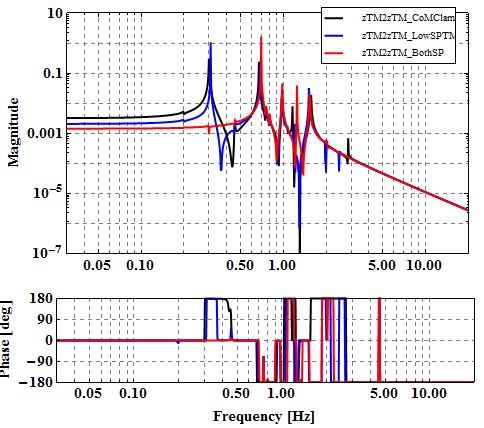 zTM2zTM_CoMClam
zTM2zTM_LowSPTM
zTM2zTM_BothSP
Magnitude
10
0.1
0.001
10⁻⁵
10⁻⁷
0.05 0.10 0.50 1.00 5.00 10.00
Phase [deg]
180
90
0
−90
−180
0.05 0.10 0.50 1.00 5.00 10.00
Frequency [Hz]